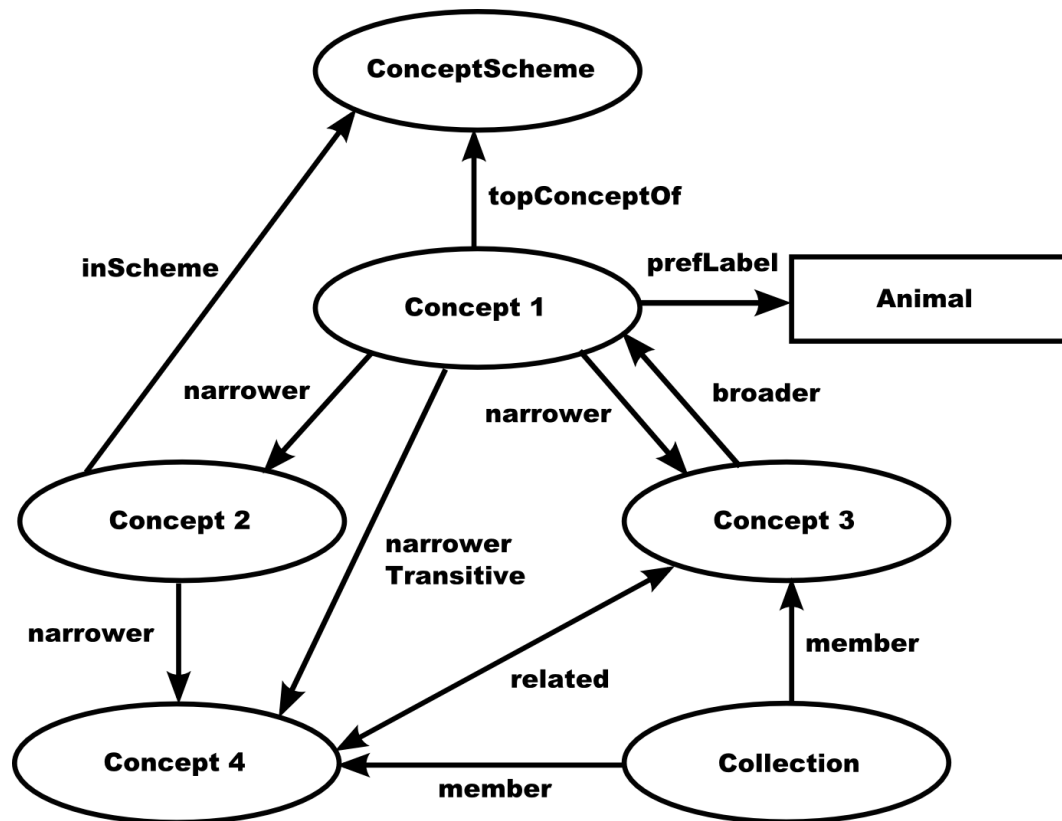 ConceptScheme
topConceptOf
inScheme
prefLabel
Concept 1
Animal
narrower
narrower
broader
Concept 2
Concept 3
narrower
Transitive
narrower
member
related
Concept 4
Collection
member